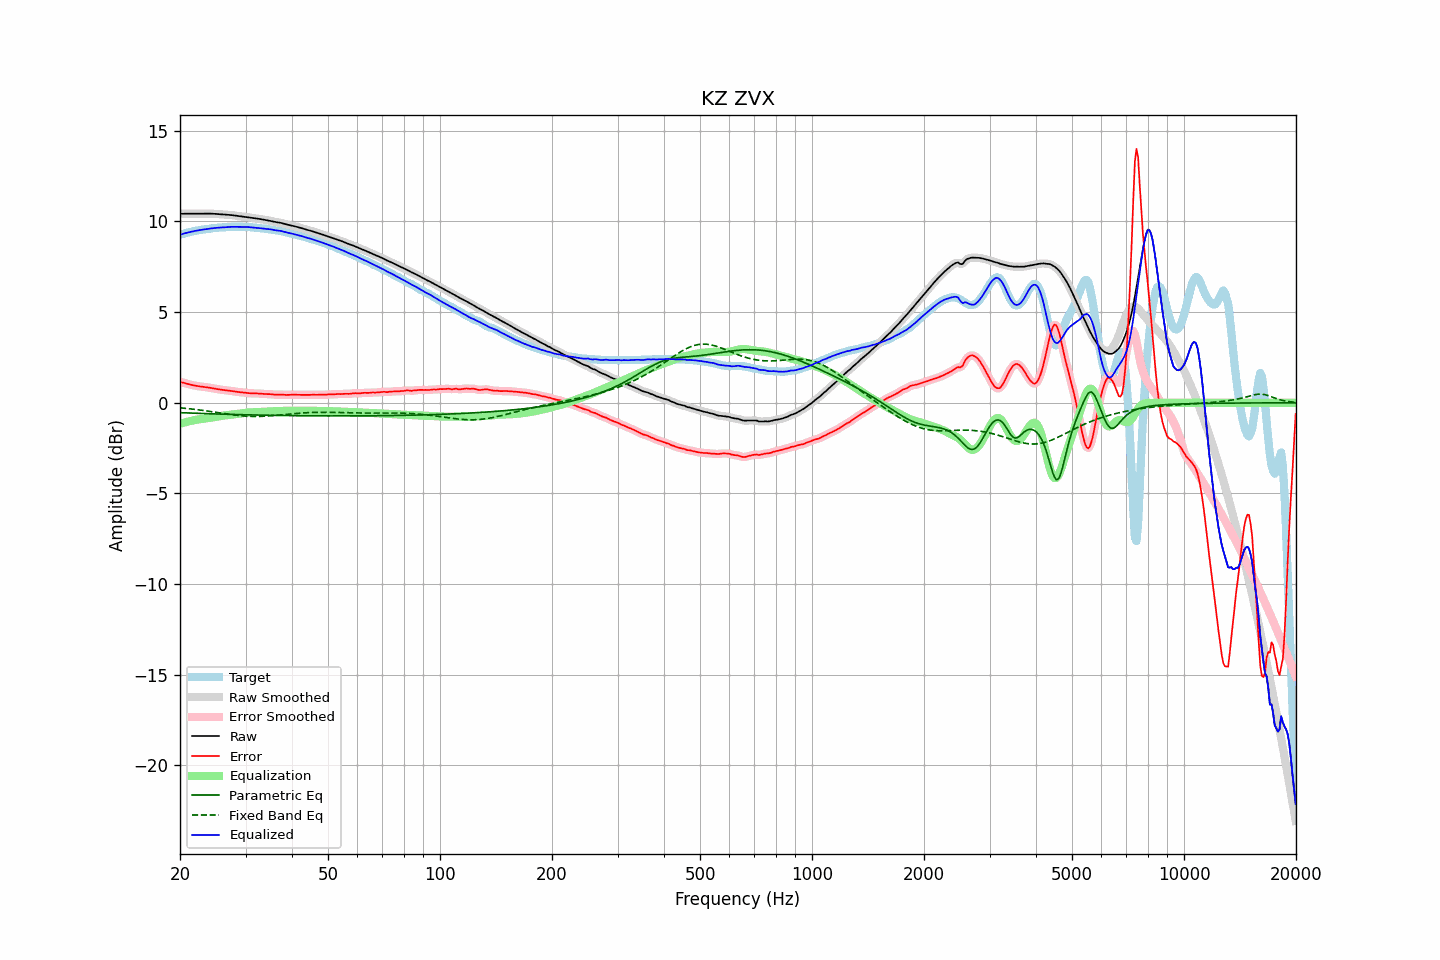 KZ ZVX
15
10
5
0
−5
−10
−15
−20
Amplitude (dBr)
Target
Raw Smoothed
Error Smoothed
Raw
Error
Equalization
Parametric Eq
Fixed Band Eq
Equalized
20 50 100 200 500 1000 2000 5000 10000 20000
Frequency (Hz)